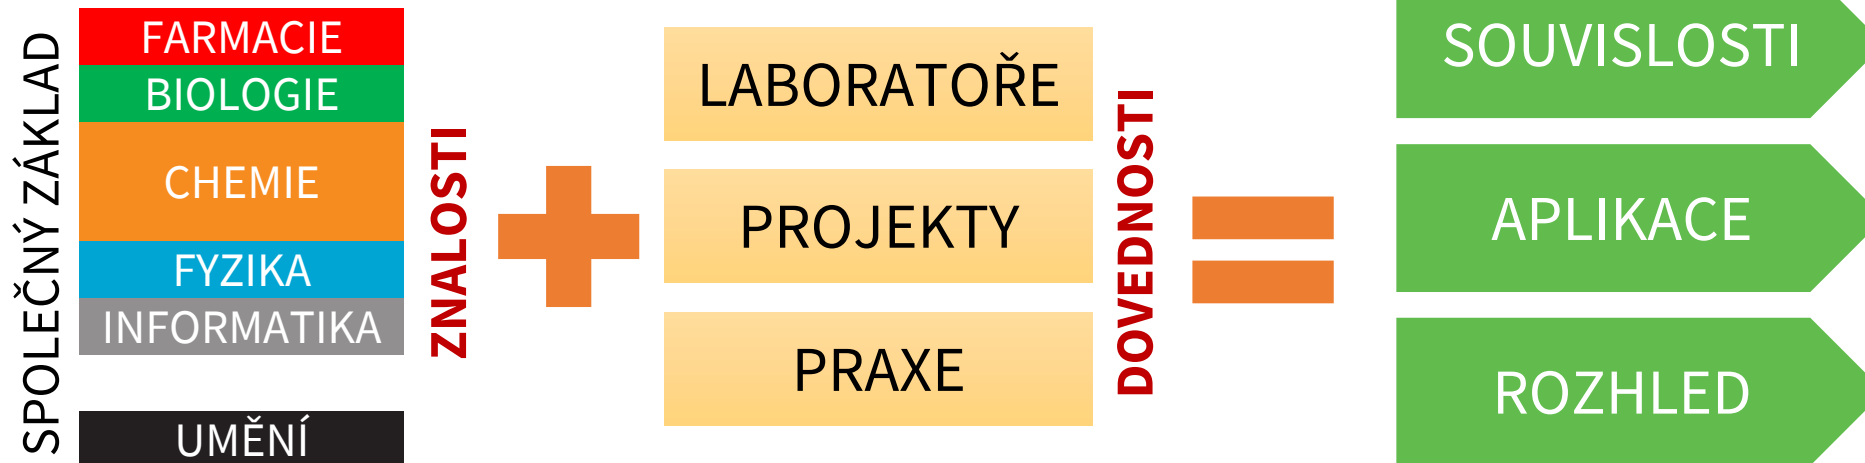 SPOLEČNÝ ZÁKLAD
FARMACIE
BIOLOGIE
CHEMIE
FYZIKA
INFORMATIKA
UMĚNÍ
ZNALOSTI
LABORATOŘE
PROJEKTY
PRAXE
DOVEDNOSTI
SOUVISLOSTI
APLIKACE
ROZHLED